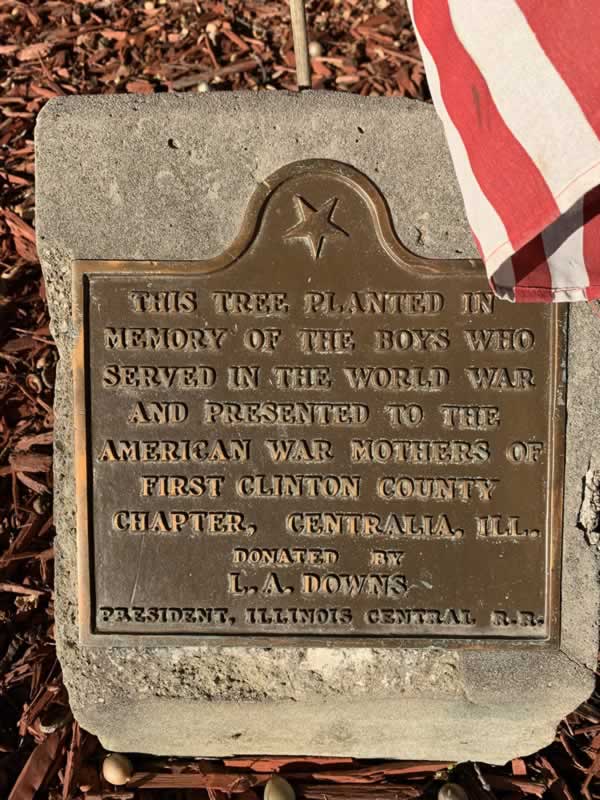 THIS TREE PLANTED IN
MEMORY OF THE BOYS WHO
SERVED IN THE WORLD WAR
AND PRESENTED TO THE
AMERICAN WAR MOTHERS OF
FIRST CLINTON COUNTY
CHAPTER, CENTRALIA, ILL.
DONATED BY
L. A. DOWNS
PRESIDENT, ILLINOIS CENTRAL R.R.